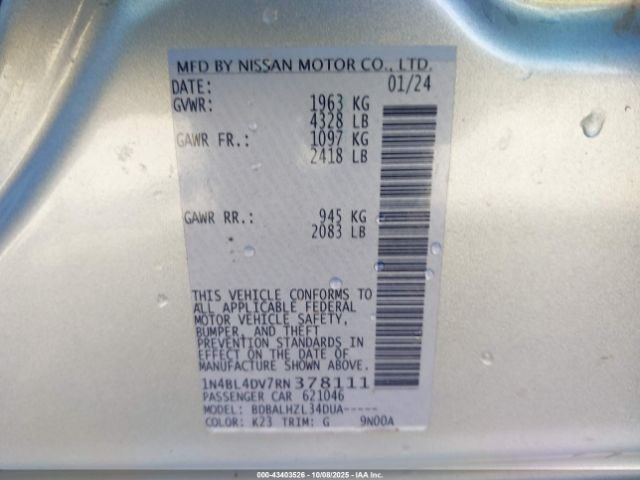 MFD BY NISSAN MOTOR CO., LTD.
DATE: 01/24
GVWR: 1963 KG
4328 LB
GAWR FR.: 1097 KG
2418 LB
GAWR RR.: 945 KG
2083 LB
THIS VEHICLE CONFORMS TO
ALL APPLICABLE FEDERAL
MOTOR VEHICLE SAFETY,
BUMPER, AND THEFT
PREVENTION STANDARDS IN
EFFECT ON THE DATE OF
MANUFACTURE SHOWN ABOVE.
1N4BL4DV7RN378111
PASSENGER CAR 621046
MODEL: BDBALHZL34DUA-----
COLOR: K23 TRIM: G 9N00A
000-43403526 - 10/08/2025 - IAAI, Inc.